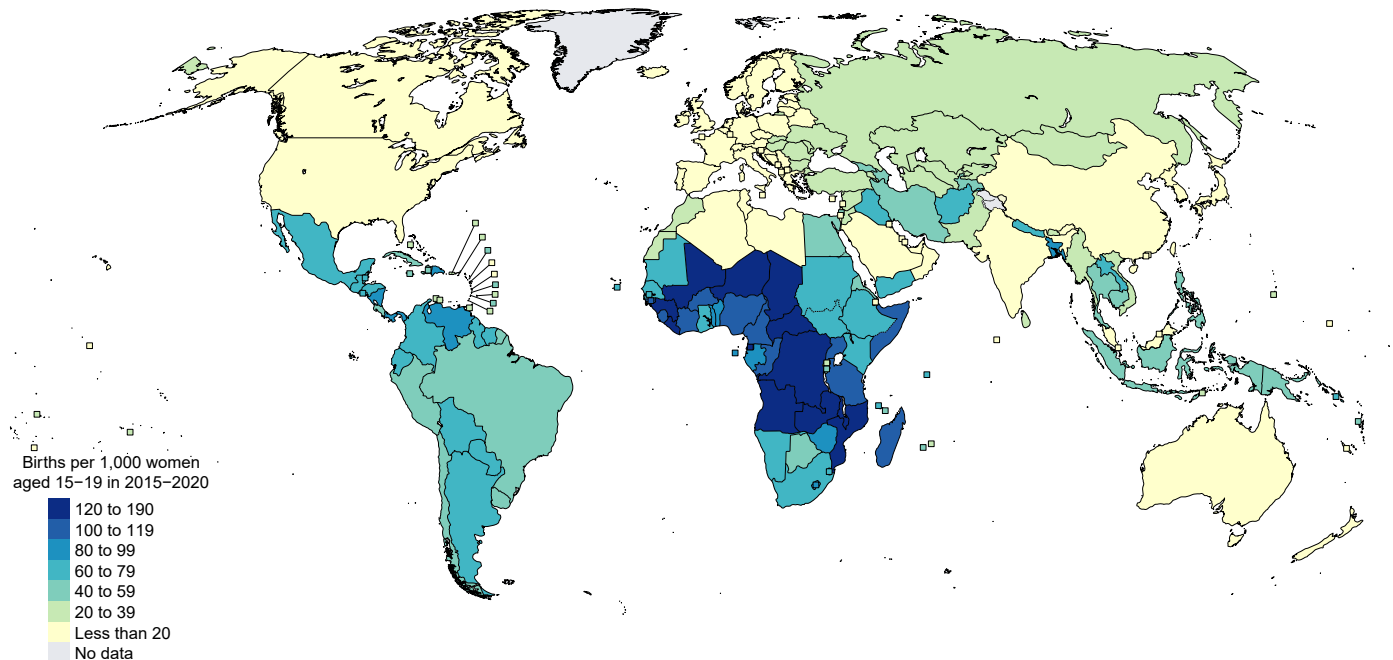 Births per 1,000 women
aged 15−19 in 2015−2020
120 to 190
100 to 119
80 to 99
60 to 79
40 to 59
20 to 39
Less than 20
No data